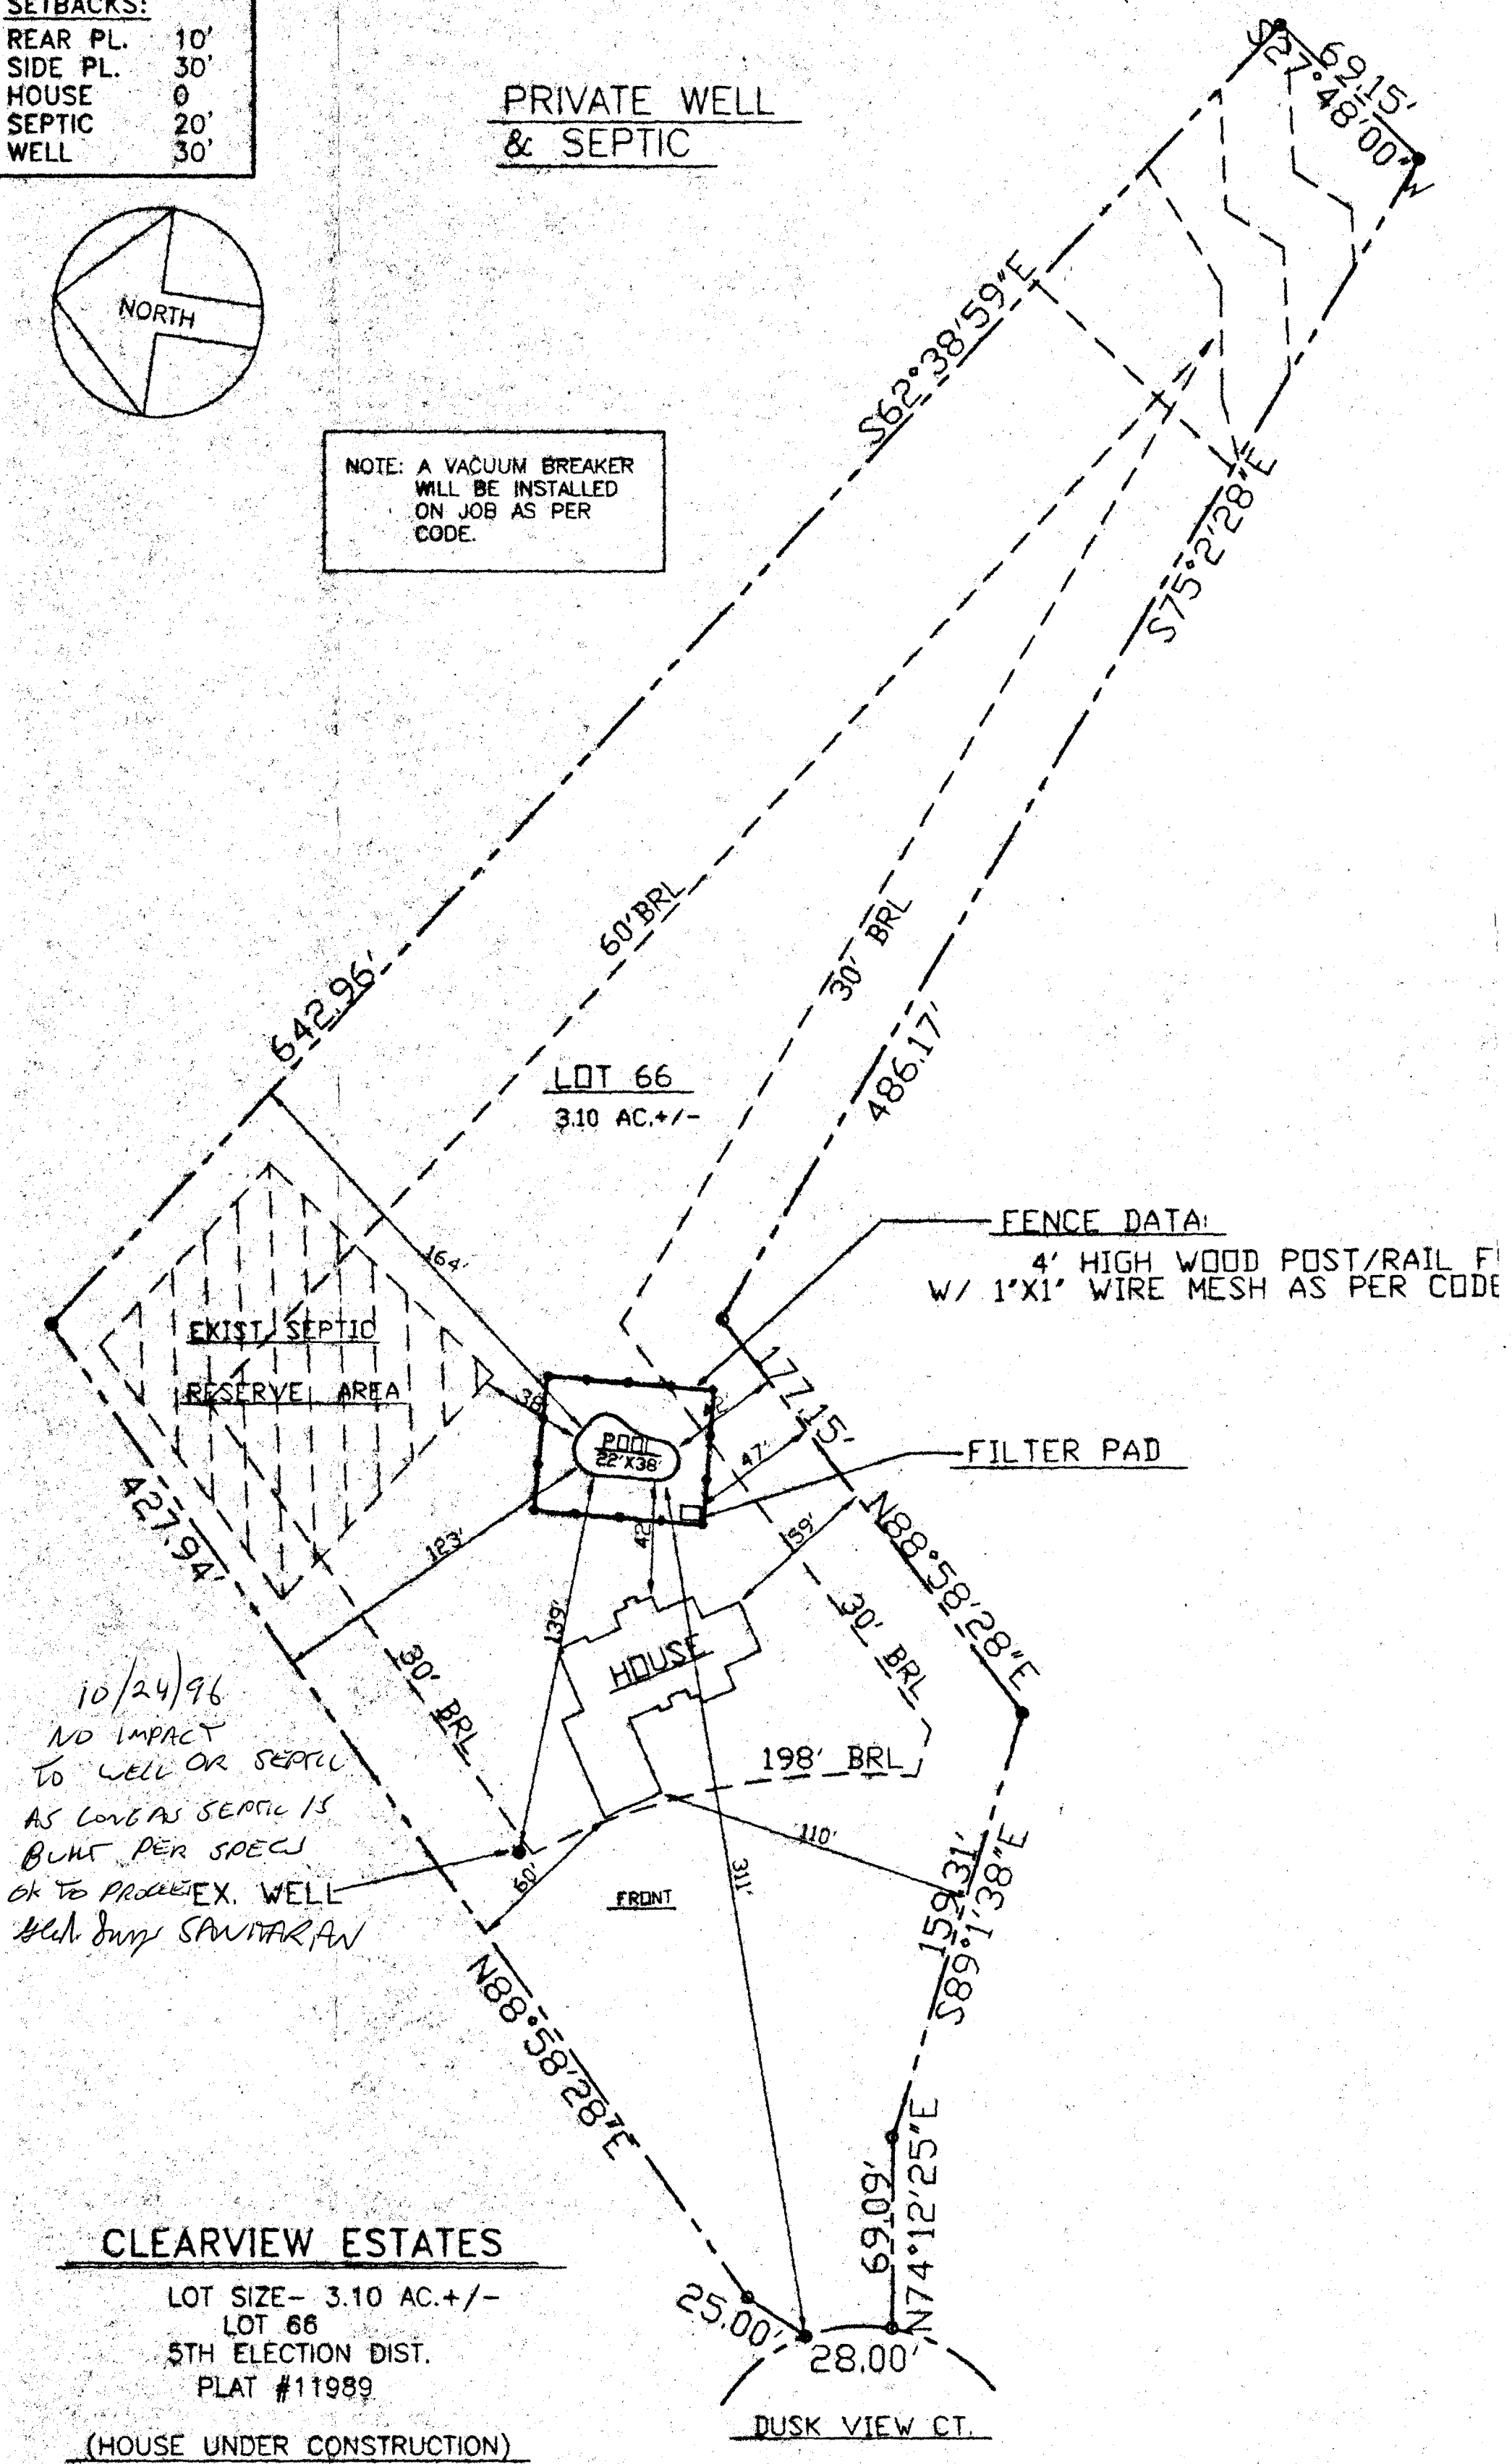 SETBACKS:
REAR PL. 10'
SIDE PL. 30'
HOUSE 0
SEPTIC 20'
WELL 30'
PRIVATE WELL
& SEPTIC
S27°48'00"W
69.15'
NORTH
NOTE: A VACUUM BREAKER
WILL BE INSTALLED
ON JOB AS PER
CODE.
S62°38'59"E
642.96'
S75°2'28"E
486.17'
60' BRL
30' BRL
LOT 66
3.10 AC.+/-
FENCE DATA:
4' HIGH WOOD POST/RAIL
W/ 1"X1" WIRE MESH AS PER CODE
164'
EXIST. SEPTIC
RESERVE AREA
38'
POOL
22'X38'
42'
177.15'
47'
FILTER PAD
N88°58'28"E
427.94'
123'
139'
42'
59'
30' BRL
HOUSE
30' BRL
198' BRL
10/24/96
NO IMPACT
TO WELL OR SEPTIC
AS LONG AS SEPTIC IS
BUILT PER SPECS
OK TO PROCEED
SANITARIAN
EX. WELL
60'
FRONT
311'
110'
159.31'
S89°1'38"E
N88°58'28"E
69.09'
N74°12'25"E
25.00'
28.00'
DUSK VIEW CT.
CLEARVIEW ESTATES
LOT SIZE- 3.10 AC.+/-
LOT 66
5TH ELECTION DIST.
PLAT #11989
(HOUSE UNDER CONSTRUCTION)